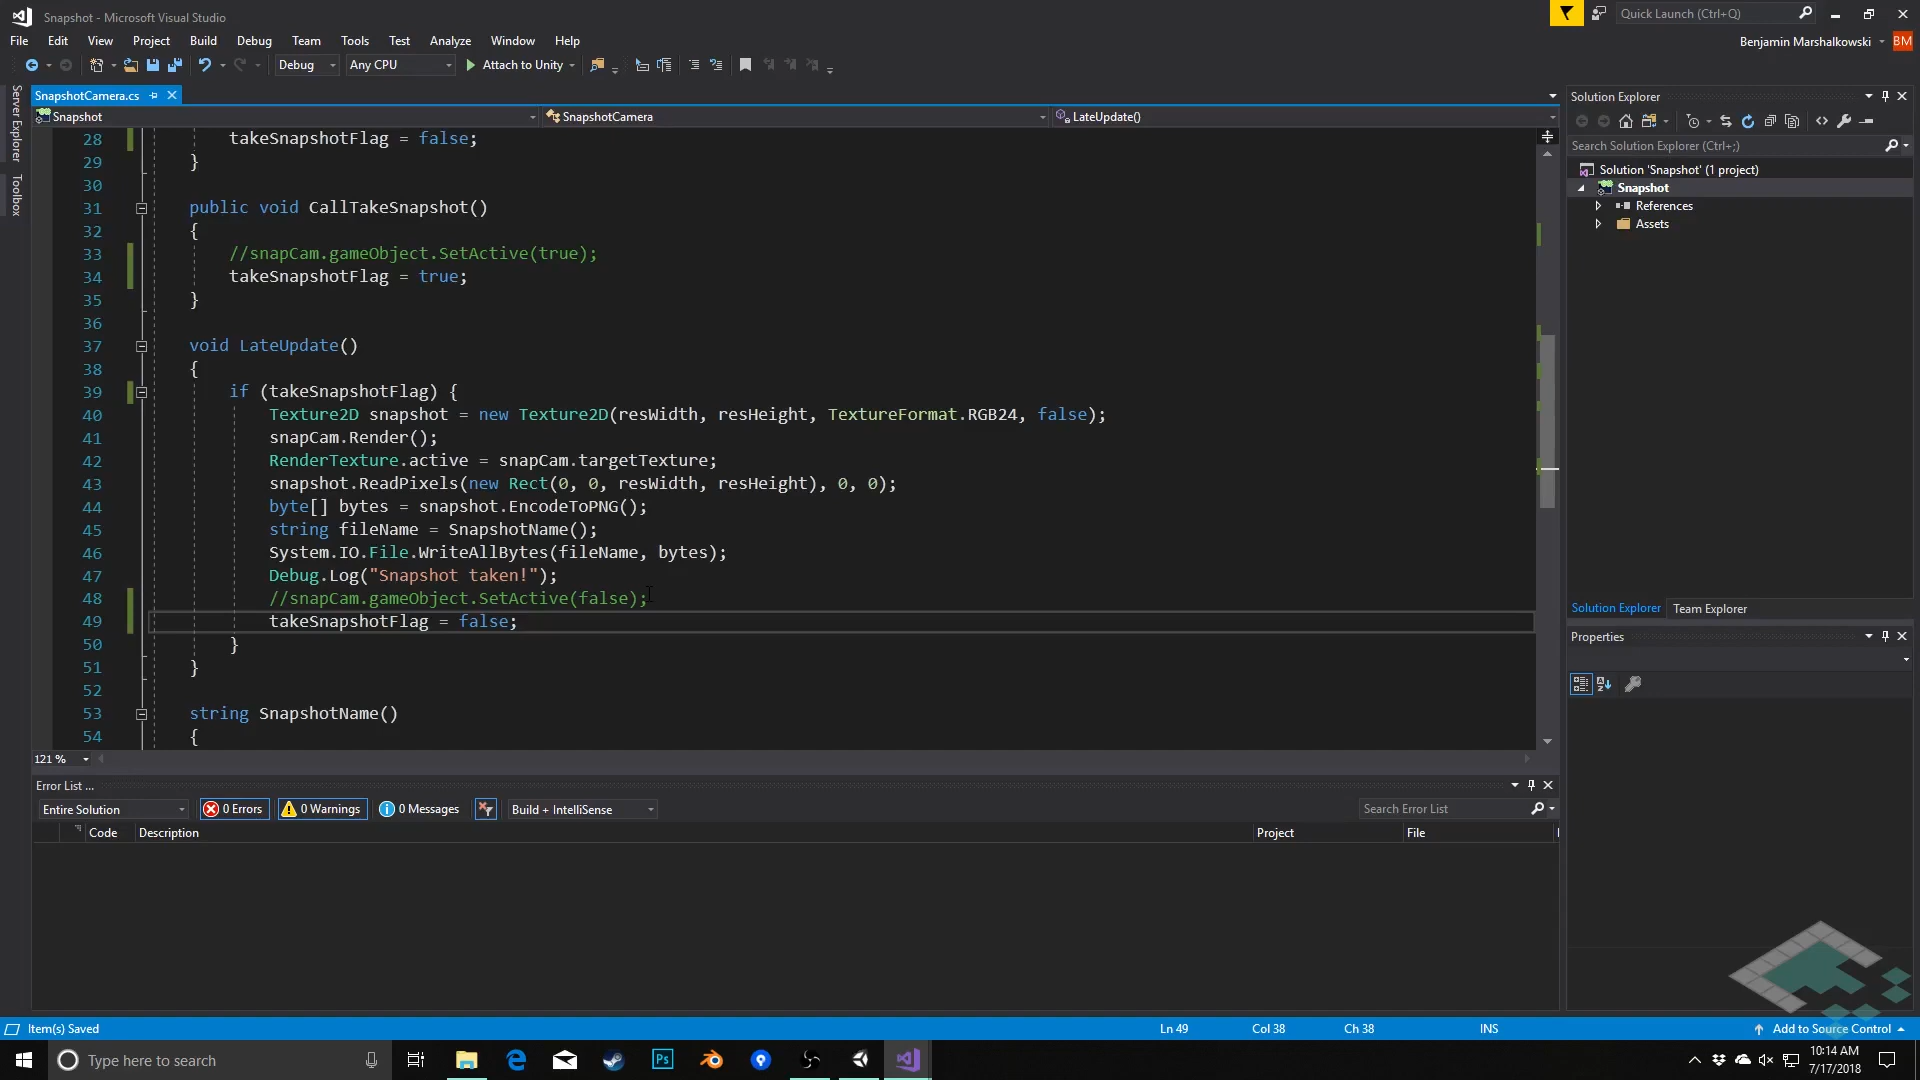 Snapshot - Microsoft Visual Studio
Quick Launch (Ctrl+Q)
File Edit View Project Build Debug Team Tools Test Analyze Window Help
Benjamin Marshalkowski BM
Debug Any CPU Attach to Unity
Server Explorer
Toolbox
SnapshotCamera.cs
Snapshot SnapshotCamera LateUpdate()
28 takeSnapshotFlag = false;
29 }
30
31 public void CallTakeSnapshot()
32 {
33 //snapCam.gameObject.SetActive(true);
34 takeSnapshotFlag = true;
35 }
36
37 void LateUpdate()
38 {
39 if (takeSnapshotFlag) {
40 Texture2D snapshot = new Texture2D(resWidth, resHeight, TextureFormat.RGB24, false);
41 snapCam.Render();
42 RenderTexture.active = snapCam.targetTexture;
43 snapshot.ReadPixels(new Rect(0, 0, resWidth, resHeight), 0, 0);
44 byte[] bytes = snapshot.EncodeToPNG();
45 string fileName = SnapshotName();
46 System.IO.File.WriteAllBytes(fileName, bytes);
47 Debug.Log("Snapshot taken!");
48 //snapCam.gameObject.SetActive(false);
49 takeSnapshotFlag = false;
50 }
51 }
52
53 string SnapshotName()
54 {
121 %
Solution Explorer
Search Solution Explorer (Ctrl+;)
Solution 'Snapshot' (1 project)
Snapshot
References
Assets
Solution Explorer Team Explorer
Properties
Error List ...
Entire Solution 0 Errors 0 Warnings 0 Messages Build + IntelliSense Search Error List
Code Description Project File
Item(s) Saved Ln 49 Col 38 Ch 38 INS Add to Source Control
Type here to search
Ps
10:14 AM
7/17/2018